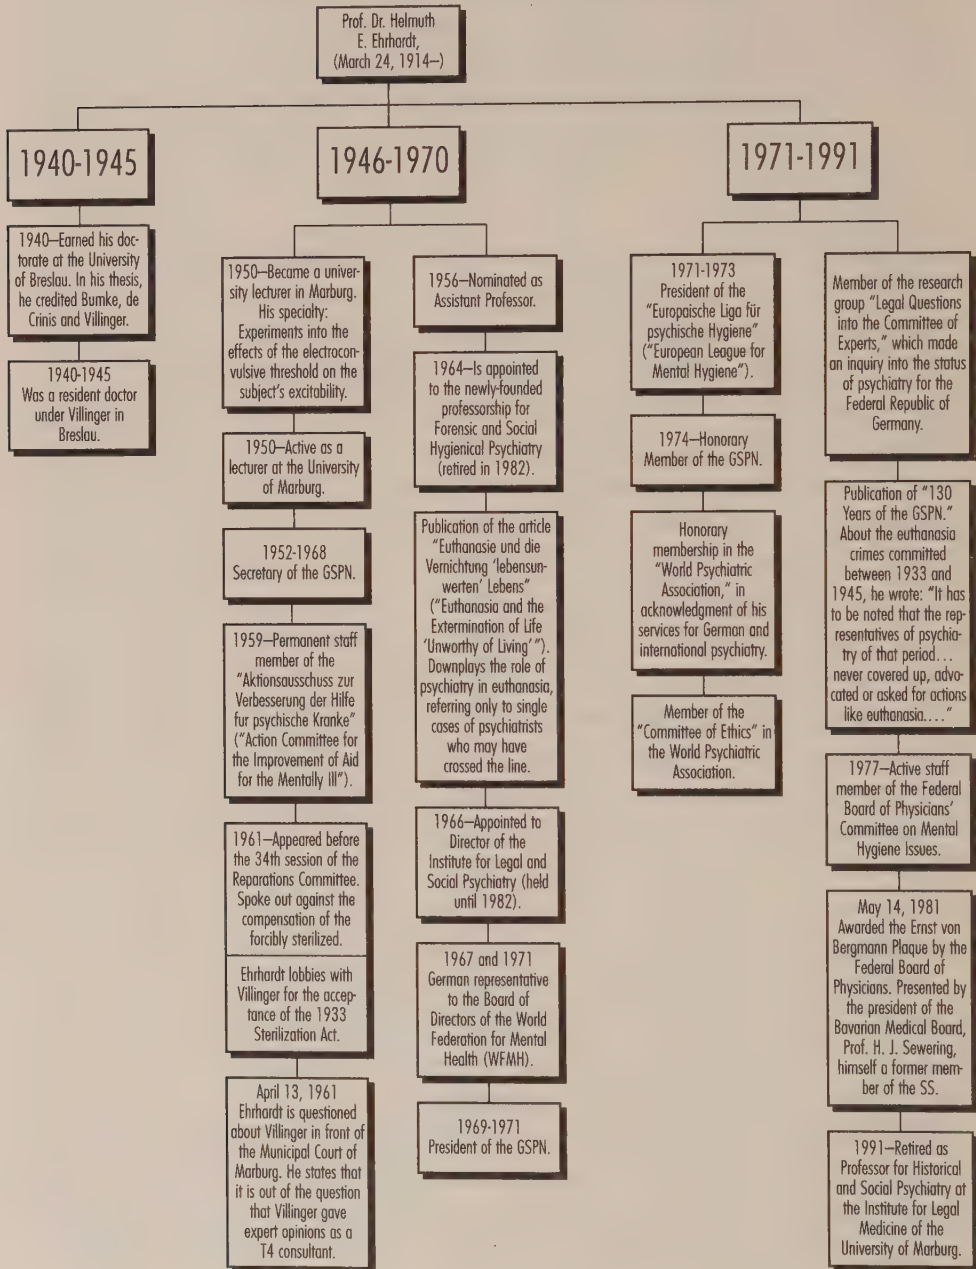 Prof. Dr. Helmuth
E. Ehrhardt,
(March 24, 1914–)
1940-1945
1940—Earned his doc-
torate at the University
of Breslau. In his thesis,
he credited Bumke, de
Crinis and Villinger.
1940-1945
Was a resident doctor
under Villinger in
Breslau.
1946-1970
1950—Became a univer-
sity lecturer in Marburg.
His specialty:
Experiments into the
effects of the electrocon-
vulsive threshold on the
subject's excitability.
1950—Active as a
lecturer at the University
of Marburg.
1952-1968
Secretary of the GSPN.
1959—Permanent staff
member of the
"Aktionsausschuss zur
Verbesserung der Hilfe
fur psychische Kranke"
("Action Committee for
the Improvement of Aid
for the Mentally ill").
1961—Appeared before
the 34th session of the
Reparations Committee.
Spoke out against the
compensation of the
forcibly sterilized.
Ehrhardt lobbies with
Villinger for the accep-
tance of the 1933
Sterilization Act.
April 13, 1961
Ehrhardt is questioned
about Villinger in front of
the Municipal Court of
Marburg. He states that
it is out of the question
that Villinger gave
expert opinions as a
T4 consultant.
1956—Nominated as
Assistant Professor.
1964—Is appointed
to the newly-founded
professorship for
Forensic and Social
Hygienical Psychiatry
(retired in 1982).
Publication of the article
"Euthanasie und die
Vernichtung 'lebensun-
werten' Lebens"
("Euthanasia and the
Extermination of Life
'Unworthy of Living' ").
Downplays the role of
psychiatry in euthanasia,
referring only to single
cases of psychiatrists
who may have
crossed the line.
1966—Appointed to
Director of the
Institute for Legal and
Social Psychiatry (held
until 1982).
1967 and 1971
German representative
to the Board of
Directors of the World
Federation for Mental
Health (WFMH).
1969-1971
President of the GSPN.
1971-1991
1971-1973
President of the
"Europaische Liga für
psychische Hygiene"
("European League for
Mental Hygiene").
1974—Honorary
Member of the GSPN.
Honorary
membership in the
"World Psychiatric
Association," in
acknowledgment of his
services for German and
international psychiatry.
Member of the
"Committee of Ethics" in
the World Psychiatric
Association.
Member of the research
group "Legal Questions
into the Committee of
Experts," which made
an inquiry into the status
of psychiatry for the
Federal Republic of
Germany.
Publication of "130
Years of the GSPN."
About the euthanasia
crimes committed
between 1933 and
1945, he wrote: "It has
to be noted that the rep-
resentatives of psychia-
try of that period...
never covered up, advo-
cated or asked for actions
like euthanasia...."
1977—Active staff
member of the Federal
Board of Physicians'
Committee on Mental
Hygiene Issues.
May 14, 1981
Awarded the Ernst von
Bergmann Plaque by the
Federal Board of
Physicians. Presented by
the president of the
Bavarian Medical Board,
Prof. H. J. Sewering,
himself a former mem-
ber of the SS.
1991—Retired as
Professor for Historical
and Social Psychiatry at
the Institute for Legal
Medicine of the
University of Marburg.